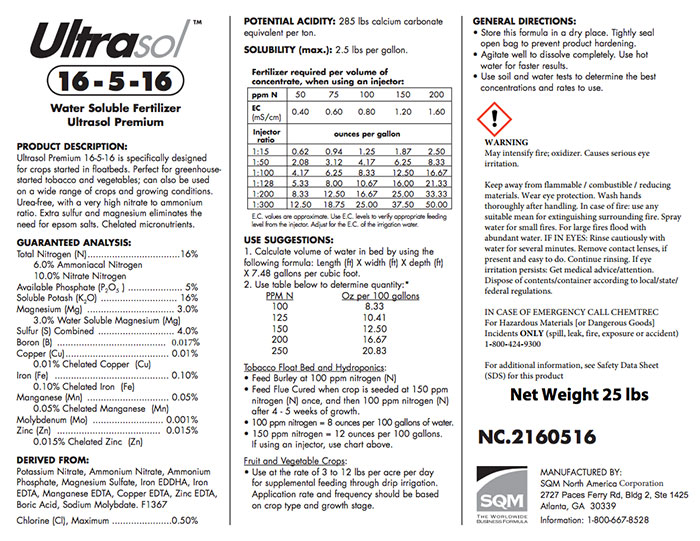 Ultrasol™
16-5-16
Water Soluble Fertilizer
Ultrasol Premium
PRODUCT DESCRIPTION:
Ultrasol Premium 16-5-16 is specifically designed
for crops started in floatbeds. Perfect for greenhouse-
started tobacco and vegetables; can also be used
on a wide range of crops and growing conditions.
Urea-free, with a very high nitrate to ammonium
ratio. Extra sulfur and magnesium eliminates the
need for epsom salts. Chelated micronutrients.
GUARANTEED ANALYSIS:
Total Nitrogen (N)........................16%
6.0% Ammoniacal Nitrogen
10.0% Nitrate Nitrogen
Available Phosphate (P₂O₅ ) ..................... 5%
Soluble Potash (K₂O) ..................... 16%
Magnesium (Mg) ........................ 3.0%
3.0% Water Soluble Magnesium (Mg)
Sulfur (S) Combined ........................ 4.0%
Boron (B) ........................ 0.017%
Copper (Cu)........................ 0.01%
0.01% Chelated Copper (Cu)
Iron (Fe) ........................ 0.10%
0.10% Chelated Iron (Fe)
Manganese (Mn) ........................ 0.05%
0.05% Chelated Manganese (Mn)
Molybdenum (Mo) ........................ 0.001%
Zinc (Zn) ........................ 0.015%
0.015% Chelated Zinc (Zn)
DERIVED FROM:
Potassium Nitrate, Ammonium Nitrate, Ammonium
Phosphate, Magnesium Sulfate, Iron EDDHA, Iron
EDTA, Manganese EDTA, Copper EDTA, Zinc EDTA,
Boric Acid, Sodium Molybdate. F1367
Chlorine (Cl), Maximum ......................0.50%
POTENTIAL ACIDITY: 285 lbs calcium carbonate
equivalent per ton.
SOLUBILITY (max.): 2.5 lbs per gallon.
Fertilizer required per volume of
concentrate, when using an injector:
ppm N 50 75 100 150 200
EC (mS/cm) 0.40 0.60 0.80 1.20 1.60
Injector ratio ounces per gallon
1:15 0.62 0.94 1.25 1.87 2.50
1:50 2.08 3.12 4.17 6.25 8.33
1:100 4.17 6.25 8.33 12.50 16.67
1:128 5.33 8.00 10.67 16.00 21.33
1:200 8.33 12.50 16.67 25.00 33.33
1:300 12.50 18.75 25.00 37.50 50.00
E.C. values are approximate. Use E.C. levels to verify appropriate feeding
level from the injector. Adjust for the E.C. of the irrigation water.
USE SUGGESTIONS:
1. Calculate volume of water in bed by using the
following formula: Length (ft) X width (ft) X depth (ft)
X 7.48 gallons per cubic foot.
2. Use table below to determine quantity:*
PPM N Oz per 100 gallons
100 8.33
125 10.41
150 12.50
200 16.67
250 20.83
Tobacco Float Bed and Hydroponics:
• Feed Burley at 100 ppm nitrogen (N)
• Feed Flue Cured when crop is seeded at 150 ppm
nitrogen (N) once, and then 100 ppm nitrogen (N)
after 4 - 5 weeks of growth.
• 100 ppm nitrogen = 8 ounces per 100 gallons of water.
• 150 ppm nitrogen = 12 ounces per 100 gallons.
If using an injector, use chart above.
Fruit and Vegetable Crops:
• Use at the rate of 3 to 12 lbs per acre per day
for supplemental feeding through drip irrigation.
Application rate and frequency should be based
on crop type and growth stage.
GENERAL DIRECTIONS:
• Store this formula in a dry place. Tightly seal
open bag to prevent product hardening.
• Agitate well to dissolve completely. Use hot
water for faster results.
• Use soil and water tests to determine the best
concentrations and rates to use.
WARNING
May intensify fire; oxidizer. Causes serious eye
irritation.
Keep away from flammable / combustible / reducing
materials. Wear eye protection. Wash hands
thoroughly after handling. In case of fire: use any
suitable mean for extinguishing surrounding fire. Spray
water for small fires. For large fires flood with
abundant water. IF IN EYES: Rinse cautiously with
water for several minutes. Remove contact lenses, if
present and easy to do. Continue rinsing. If eye
irritation persists: Get medical advice/attention.
Dispose of contents/container according to local/state/
federal regulations.
IN CASE OF EMERGENCY CALL CHEMTREC
For Hazardous Materials [or Dangerous Goods]
Incidents ONLY (spill, leak, fire, exposure or accident)
1-800-424-9300
For additional information, see Safety Data Sheet
(SDS) for this product
Net Weight 25 lbs
NC.2160516
SQM
THE WORLDWIDE
BUSINESS FORMULA
MANUFACTURED BY:
SQM North America Corporation
2727 Paces Ferry Rd, Bldg 2, Ste 1425
Atlanta, GA 30339
Information: 1-800-667-8528